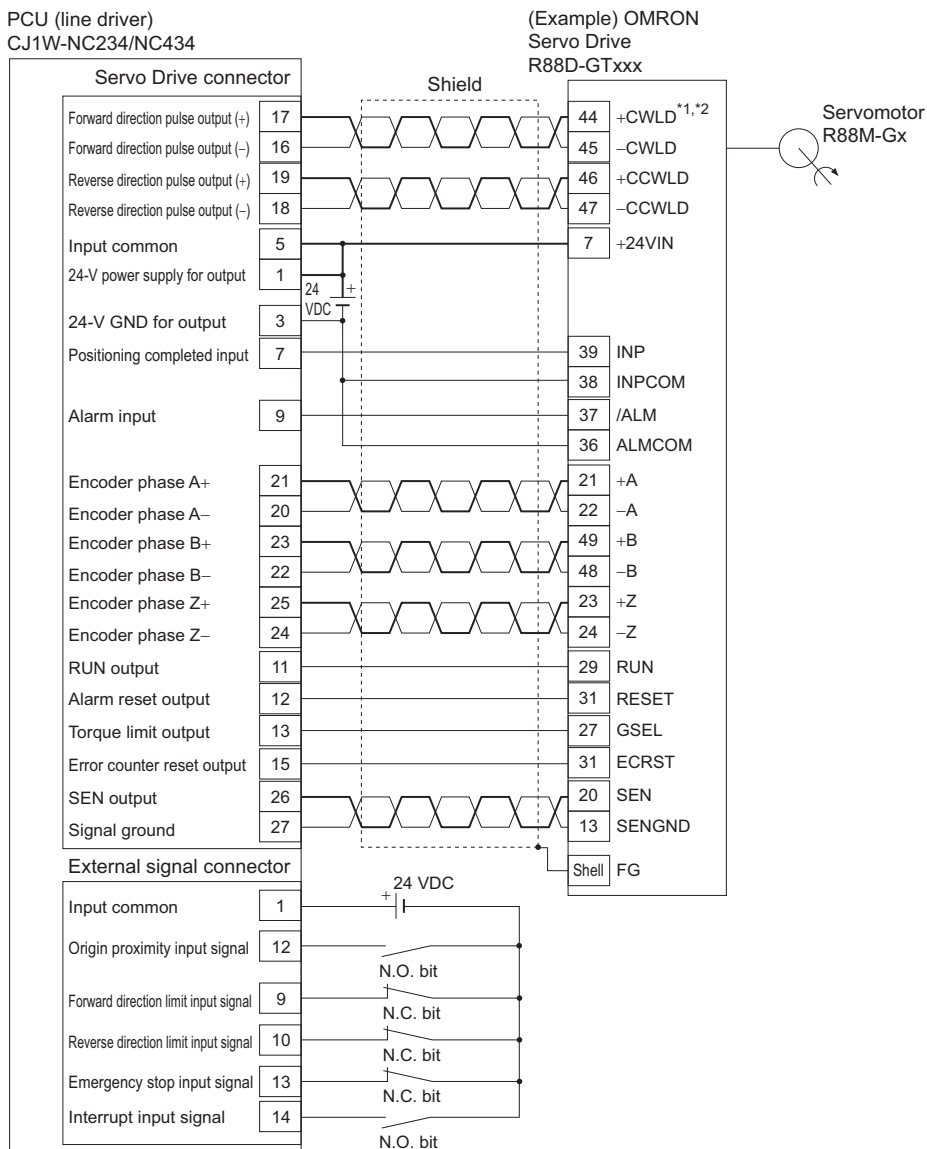 PCU (line driver)
CJ1W-NC234/NC434
(Example) OMRON
Servo Drive
R88D-GTxxx
Servo Drive connector
Shield
Servomotor
R88M-Gx
Forward direction pulse output (+) 17 44 +CWLD*1,*2
Forward direction pulse output (−) 16 45 −CWLD
Reverse direction pulse output (+) 19 46 +CCWLD
Reverse direction pulse output (−) 18 47 −CCWLD
Input common 5 7 +24VIN
24-V power supply for output 1
24 +
VDC
24-V GND for output 3
Positioning completed input 7 39 INP
38 INPCOM
Alarm input 9 37 /ALM
36 ALMCOM
Encoder phase A+ 21 21 +A
Encoder phase A− 20 22 −A
Encoder phase B+ 23 49 +B
Encoder phase B− 22 48 −B
Encoder phase Z+ 25 23 +Z
Encoder phase Z− 24 24 −Z
RUN output 11 29 RUN
Alarm reset output 12 31 RESET
Torque limit output 13 27 GSEL
Error counter reset output 15 31 ECRST
SEN output 26 20 SEN
Signal ground 27 13 SENGND
Shell FG
External signal connector
24 VDC
Input common 1 +
Origin proximity input signal 12
N.O. bit
Forward direction limit input signal 9
N.C. bit
Reverse direction limit input signal 10
N.C. bit
Emergency stop input signal 13
N.C. bit
Interrupt input signal 14
N.O. bit